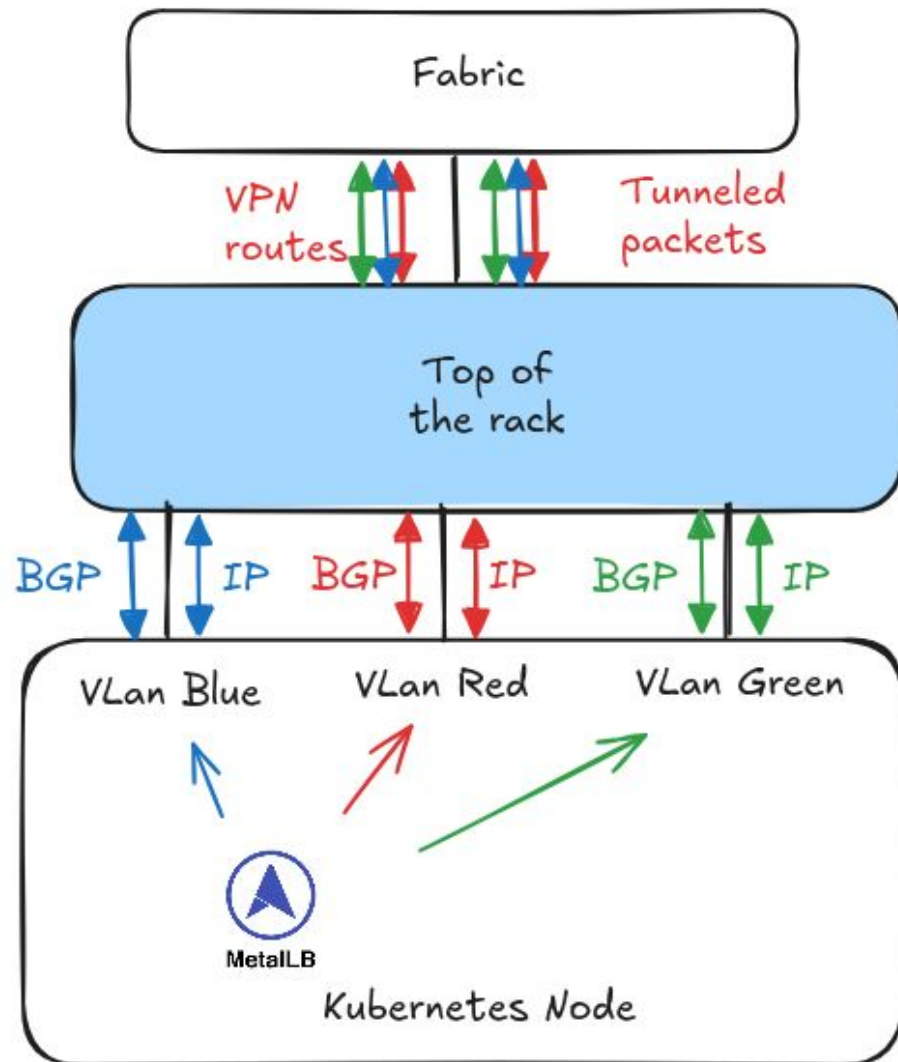 Fabric
VPN
routes
Tunneled
packets
Top of
the rack
BGP
IP
BGP
IP
BGP
IP
VLan Blue
VLan Red
VLan Green
MetalLB
Kubernetes Node